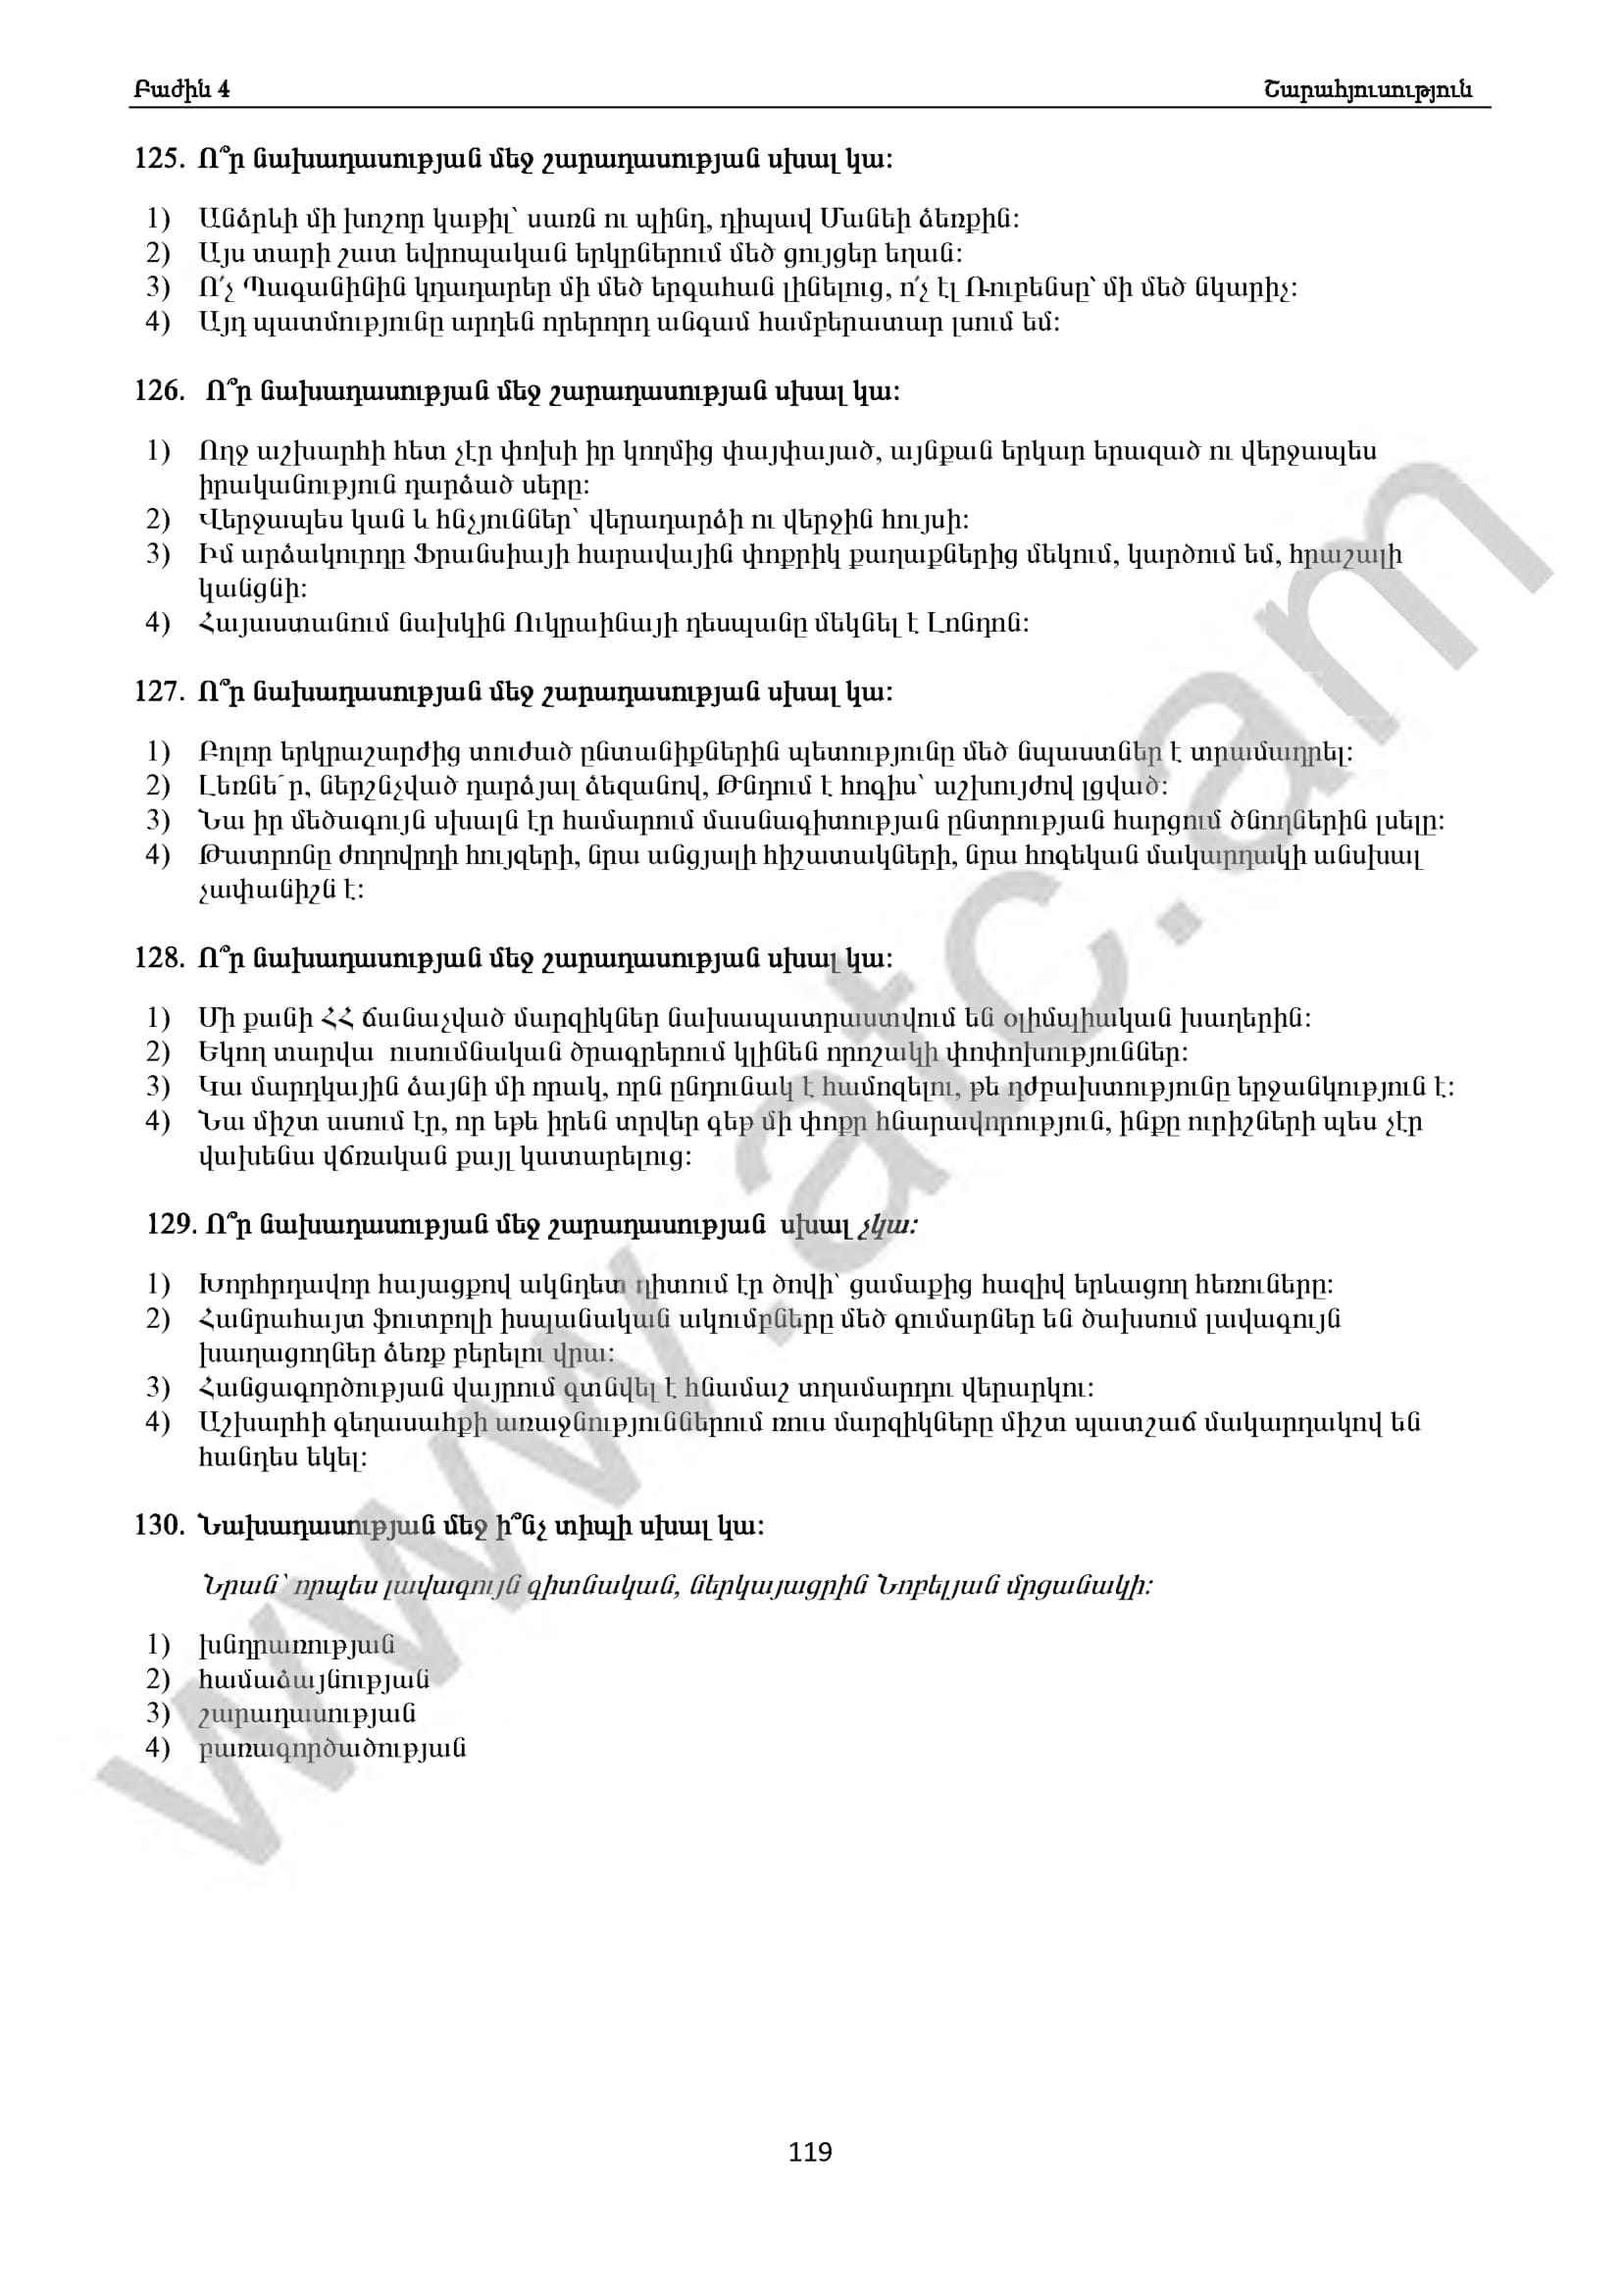 Բաժին 4 Շարահյուսություն
125. Ո՞ր նախադասության մեջ շարադասության սխալ կա:
1) Անձրևի մի խոշոր կաթիլ՝ սառն ու պինդ, դիպավ Մանեի ձեռքին:
2) Այս տարի շատ եվրոպական երկրներում մեծ ցույցեր եղան:
3) Ո՛չ Պագանինին կդադարեր մի մեծ երգահան լինելուց, ո՛չ էլ Ռուբենսը՝ մի մեծ նկարիչ:
4) Այդ պատմությունը արդեն որերորդ անգամ համբերատար լսում եմ:
126. Ո՞ր նախադասության մեջ շարադասության սխալ կա:
1) Ողջ աշխարհի հետ չէր փոխի իր կողմից փայփայած, այնքան երկար երազած ու վերջապես
իրականություն դարձած սերը:
2) Վերջապես կան և հնչյուններ՝ վերադարձի ու վերջին հույսի:
3) Իմ արձակուրդը Ֆրանսիայի հարավային փոքրիկ քաղաքներից մեկում, կարծում եմ, հրաշալի
կանցնի:
4) Հայաստանում նախկին Ուկրաինայի դեսպանը մեկնել է Լոնդոն:
127. Ո՞ր նախադասության մեջ շարադասության սխալ կա:
1) Բոլոր երկրաշարժից տուժած ընտանիքներին պետությունը մեծ նպաստներ է տրամադրել:
2) Լեռնե՜ր, ներշնչված դարձյալ ձեզանով, Թնդում է հոգիս՝ աշխույժով լցված:
3) Նա իր մեծագույն սխալն էր համարում մասնագիտության ընտրության հարցում ծնողներին լսելը:
4) Թատրոնը ժողովրդի հույզերի, նրա անցյալի հիշատակների, նրա հոգեկան մակարդակի անսխալ
չափանիշն է:
128. Ո՞ր նախադասության մեջ շարադասության սխալ կա:
1) Մի քանի ՀՀ ճանաչված մարզիկներ նախապատրաստվում են օլիմպիական խաղերին:
2) Եկող տարվա ուսումնական ծրագրերում կլինեն որոշակի փոփոխություններ:
3) Կա մարդկային ձայնի մի որակ, որն ընդունակ է համոզելու, թե դժբախտությունը երջանկություն է:
4) Նա միշտ ասում էր, որ եթե իրեն տրվեր գեթ մի փոքր հնարավորություն, ինքը ուրիշների պես չէր
վախենա վճռական քայլ կատարելուց:
129. Ո՞ր նախադասության մեջ շարադասության սխալ չկա:
1) Խորհրդավոր հայացքով ակնդետ դիտում էր ծովի՝ ցամաքից հազիվ երևացող հեռուները:
2) Հանրահայտ ֆուտբոլի իսպանական ակումբները մեծ գումարներ են ծախսում լավագույն
խաղացողներ ձեռք բերելու վրա:
3) Հանցագործության վայրում գտնվել է հնամաշ տղամարդու վերարկու:
4) Աշխարհի գեղասահքի առաջնություններում ռուս մարզիկները միշտ պատշաճ մակարդակով են
հանդես եկել:
130. Նախադասության մեջ ի՞նչ տիպի սխալ կա:
Նրան՝ որպես լավագույն գիտնական, ներկայացրին Նոբելյան մրցանակի:
1) խնդրառության
2) համաձայնության
3) շարադասության
4) բառագործածության
www.atc.am
119